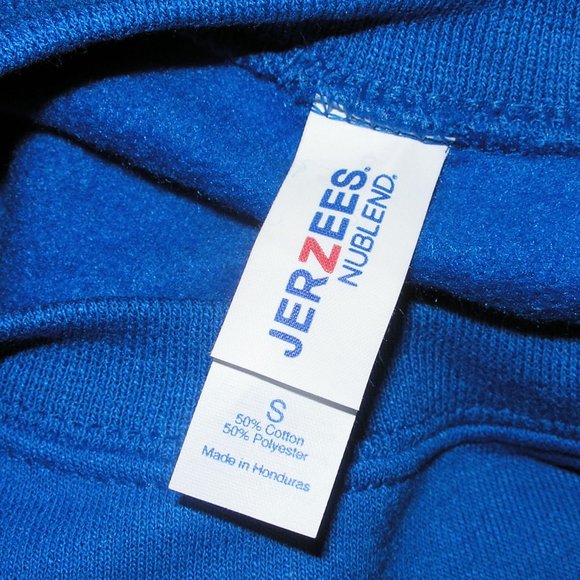 JERZEES®
NUBLEND®
S
50% Cotton
50% Polyester
Made in Honduras